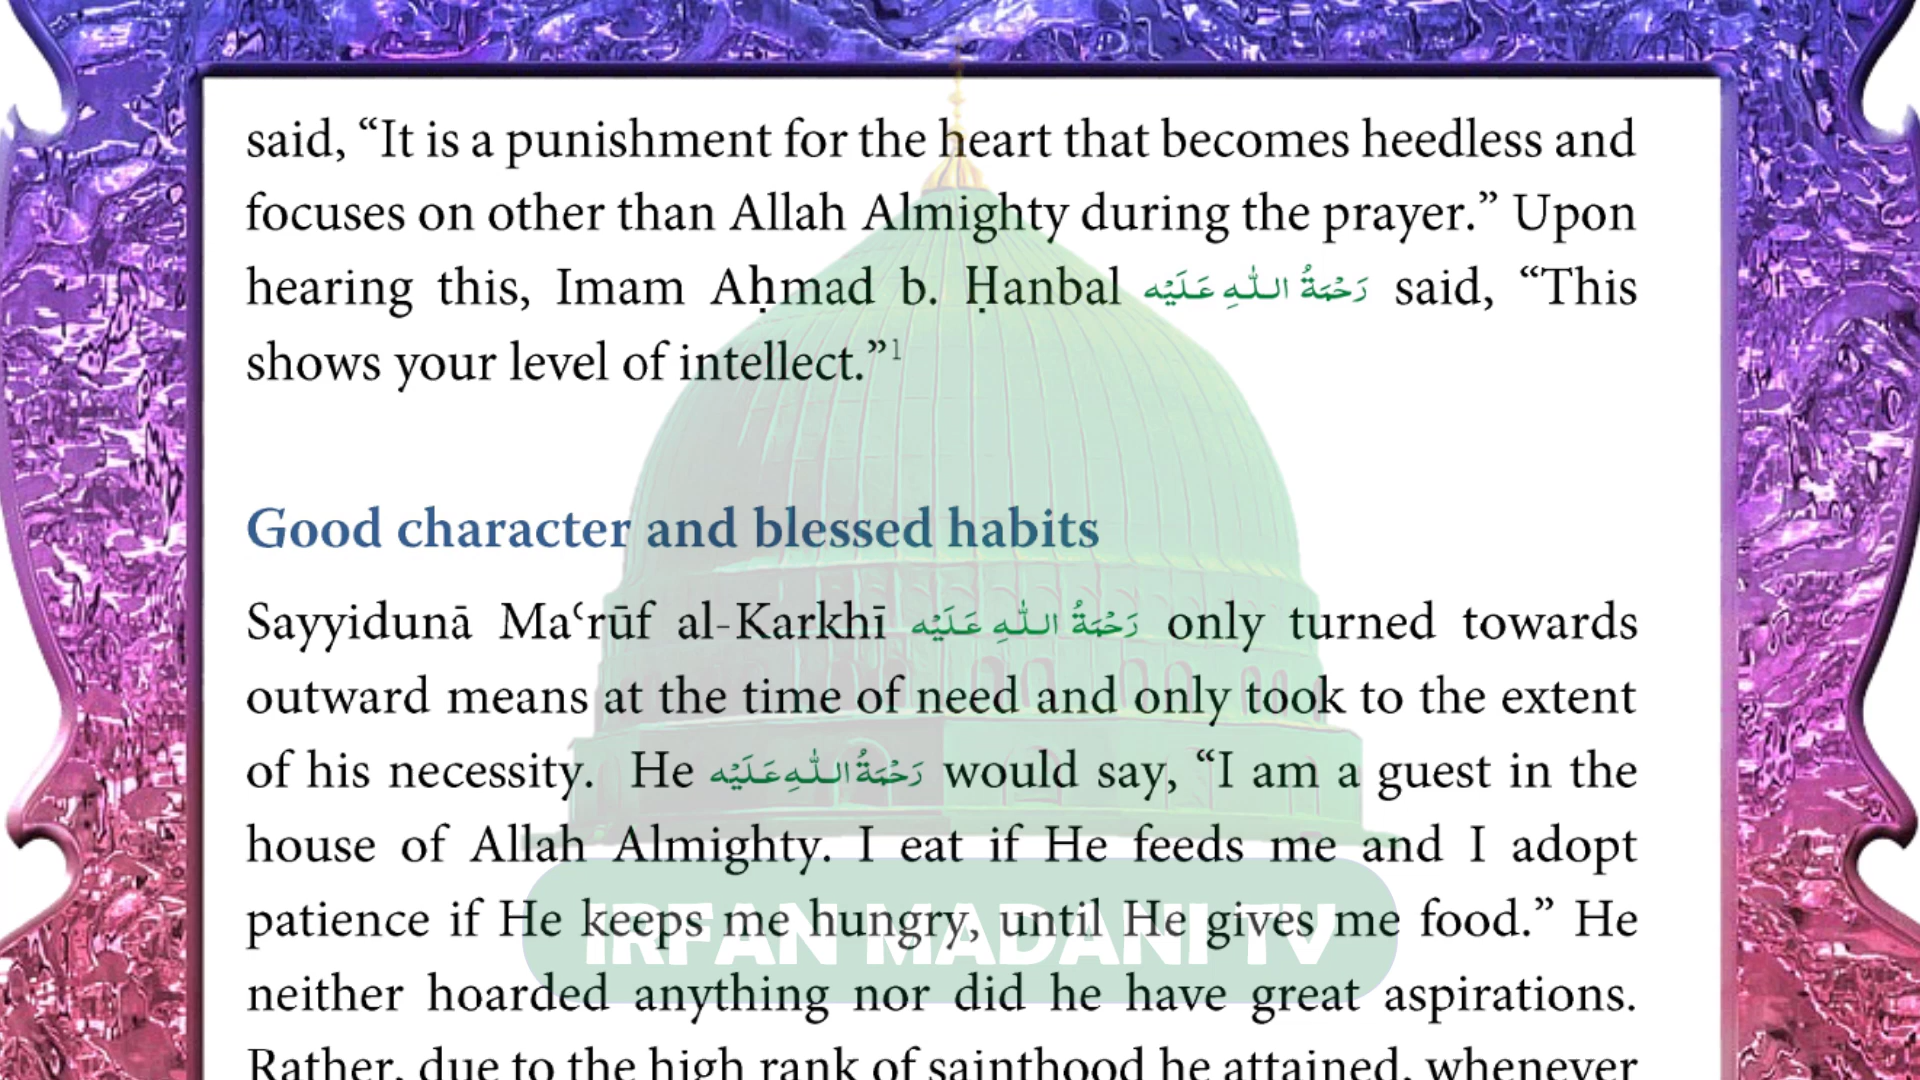 said, “It is a punishment for the heart that becomes heedless and
focuses on other than Allah Almighty during the prayer.” Upon
hearing this, Imam Aḥmad b. Ḥanbal رَحْمَةُ اللّٰهِ عَلَيْه said, “This
shows your level of intellect.”1
Good character and blessed habits
Sayyidunā Maʿrūf al-Karkhī رَحْمَةُ اللّٰهِ عَلَيْه only turned towards
outward means at the time of need and only took to the extent
of his necessity. He رَحْمَةُ اللّٰهِ عَلَيْه would say, “I am a guest in the
house of Allah Almighty. I eat if He feeds me and I adopt
patience if He keeps me hungry, until He gives me food.” He
IRFAN MADANI TV
neither hoarded anything nor did he have great aspirations.
Rather, due to the high rank of sainthood he attained, whenever